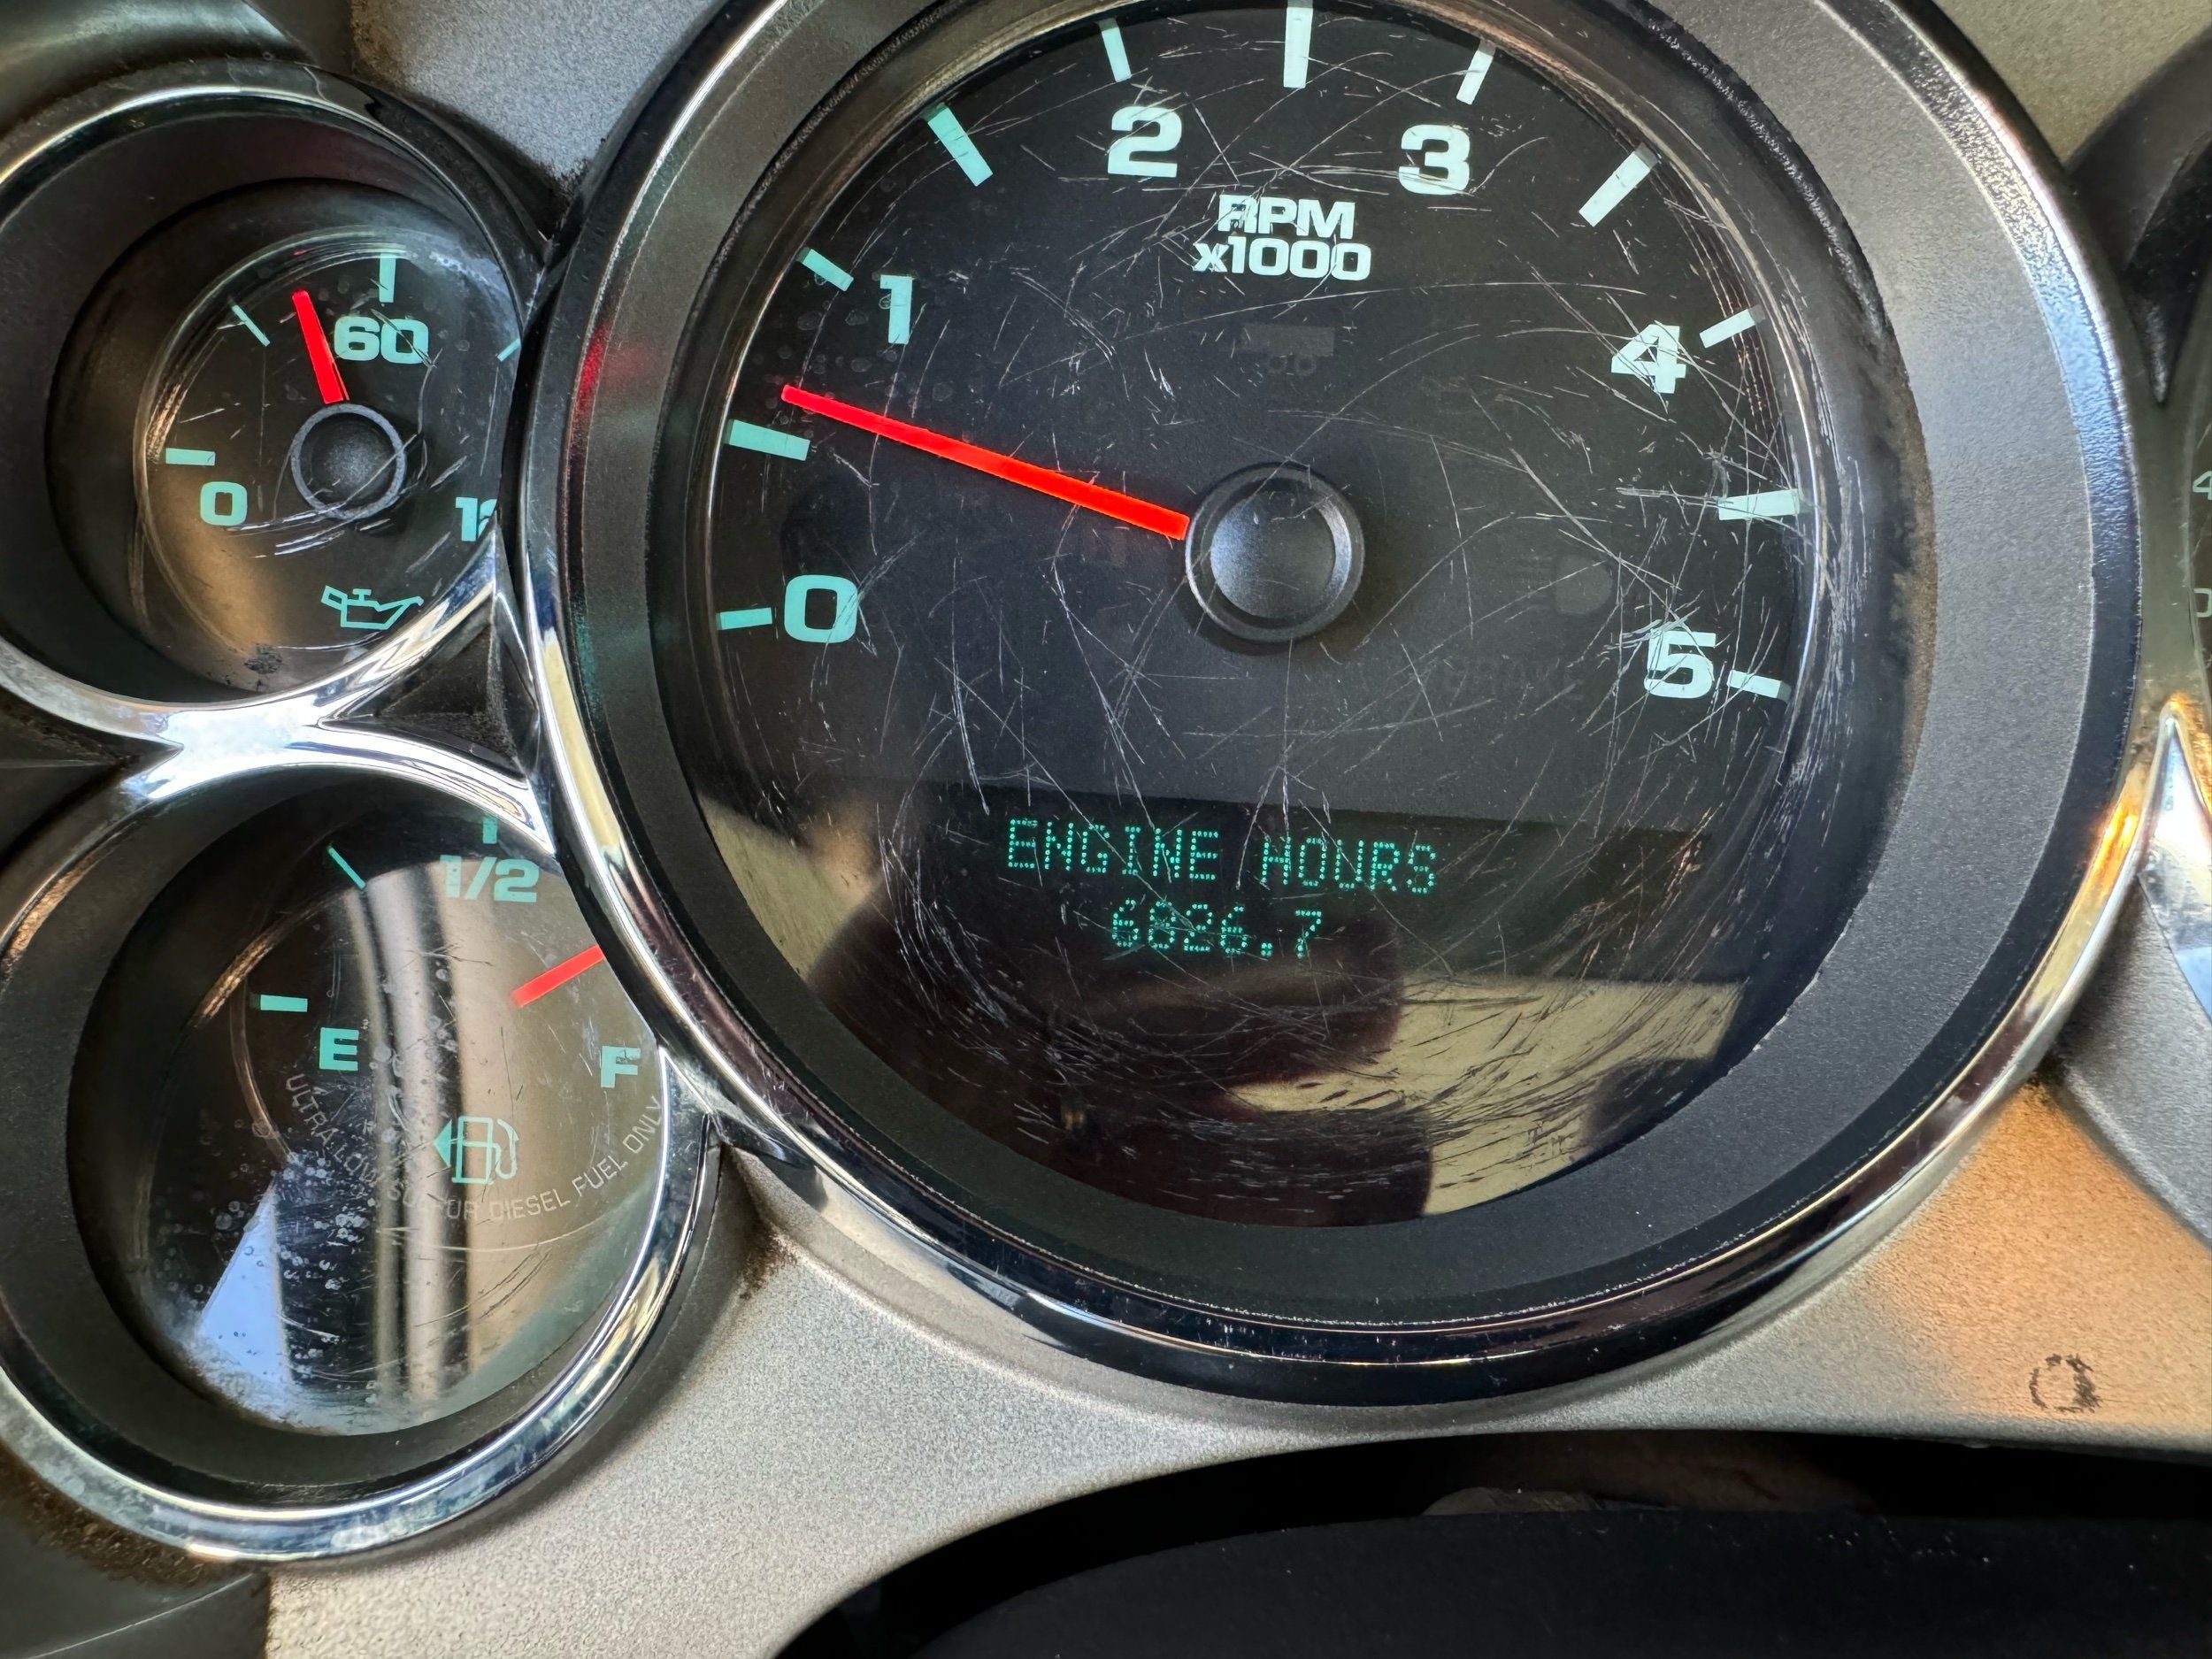 2
3
RPM
x1000
1
4
0
5
60
0
ENGINE HOURS
6826.7
1/2
E
F
ULTRA LOW SULFUR DIESEL FUEL ONLY